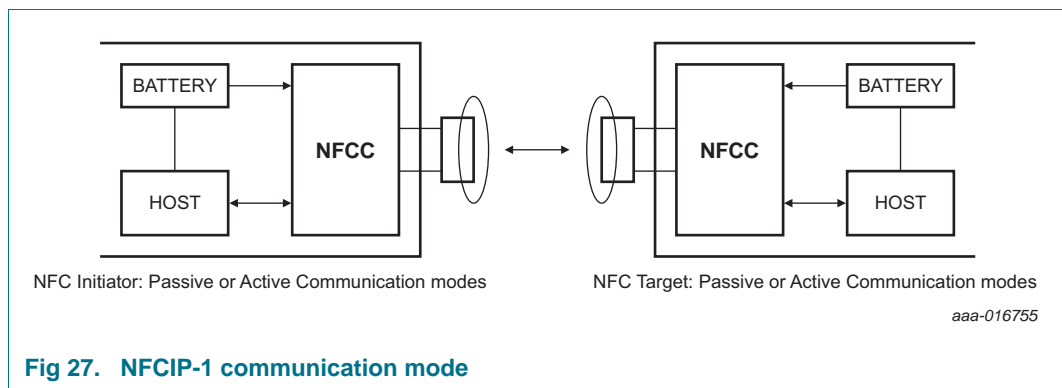 BATTERY
NFCC
HOST
BATTERY
NFCC
HOST
NFC Initiator: Passive or Active Communication modes
NFC Target: Passive or Active Communication modes
aaa-016755
Fig 27. NFCIP-1 communication mode